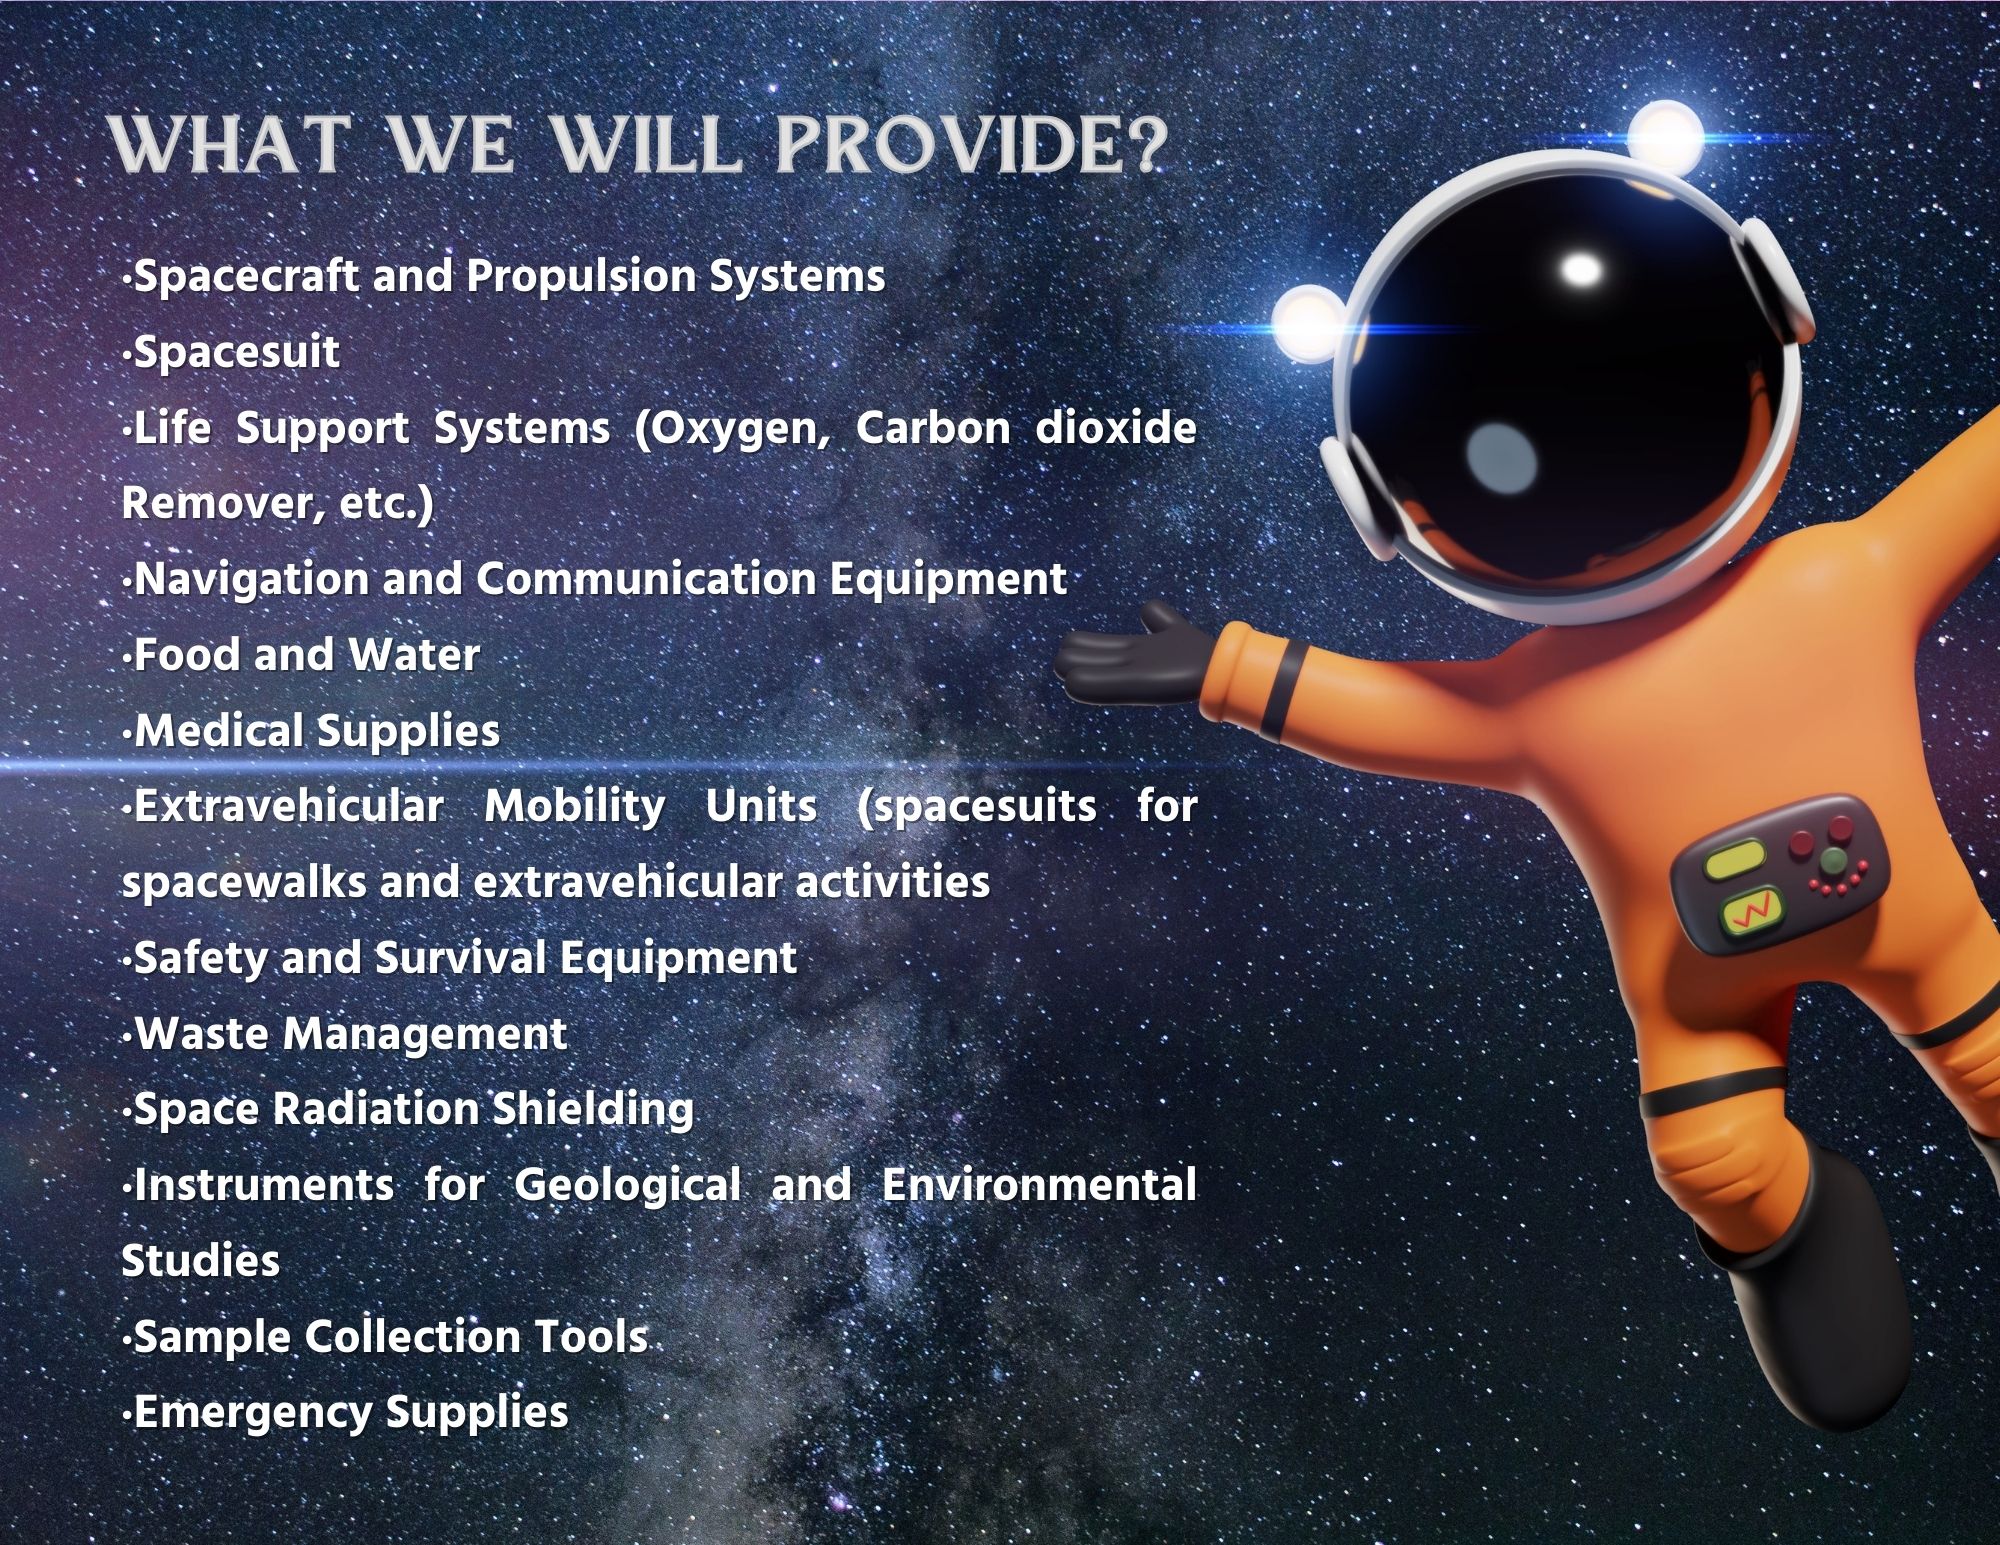 WHAT WE WILL PROVIDE?
•Spacecraft and Propulsion Systems
•Spacesuit
•Life Support Systems (Oxygen, Carbon dioxide
Remover, etc.)
•Navigation and Communication Equipment
•Food and Water
•Medical Supplies
•Extravehicular Mobility Units (spacesuits for
spacewalks and extravehicular activities
•Safety and Survival Equipment
•Waste Management
•Space Radiation Shielding
•Instruments for Geological and Environmental
Studies
•Sample Collection Tools
•Emergency Supplies